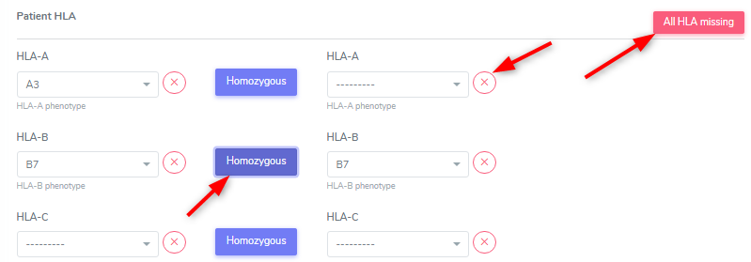 Patient HLA
All HLA missing
HLA-A
HLA-A
A3
Homozygous
---------
HLA-A phenotype
HLA-A phenotype
HLA-B
HLA-B
B7
Homozygous
B7
HLA-B phenotype
HLA-B phenotype
HLA-C
HLA-C
---------
Homozygous
---------